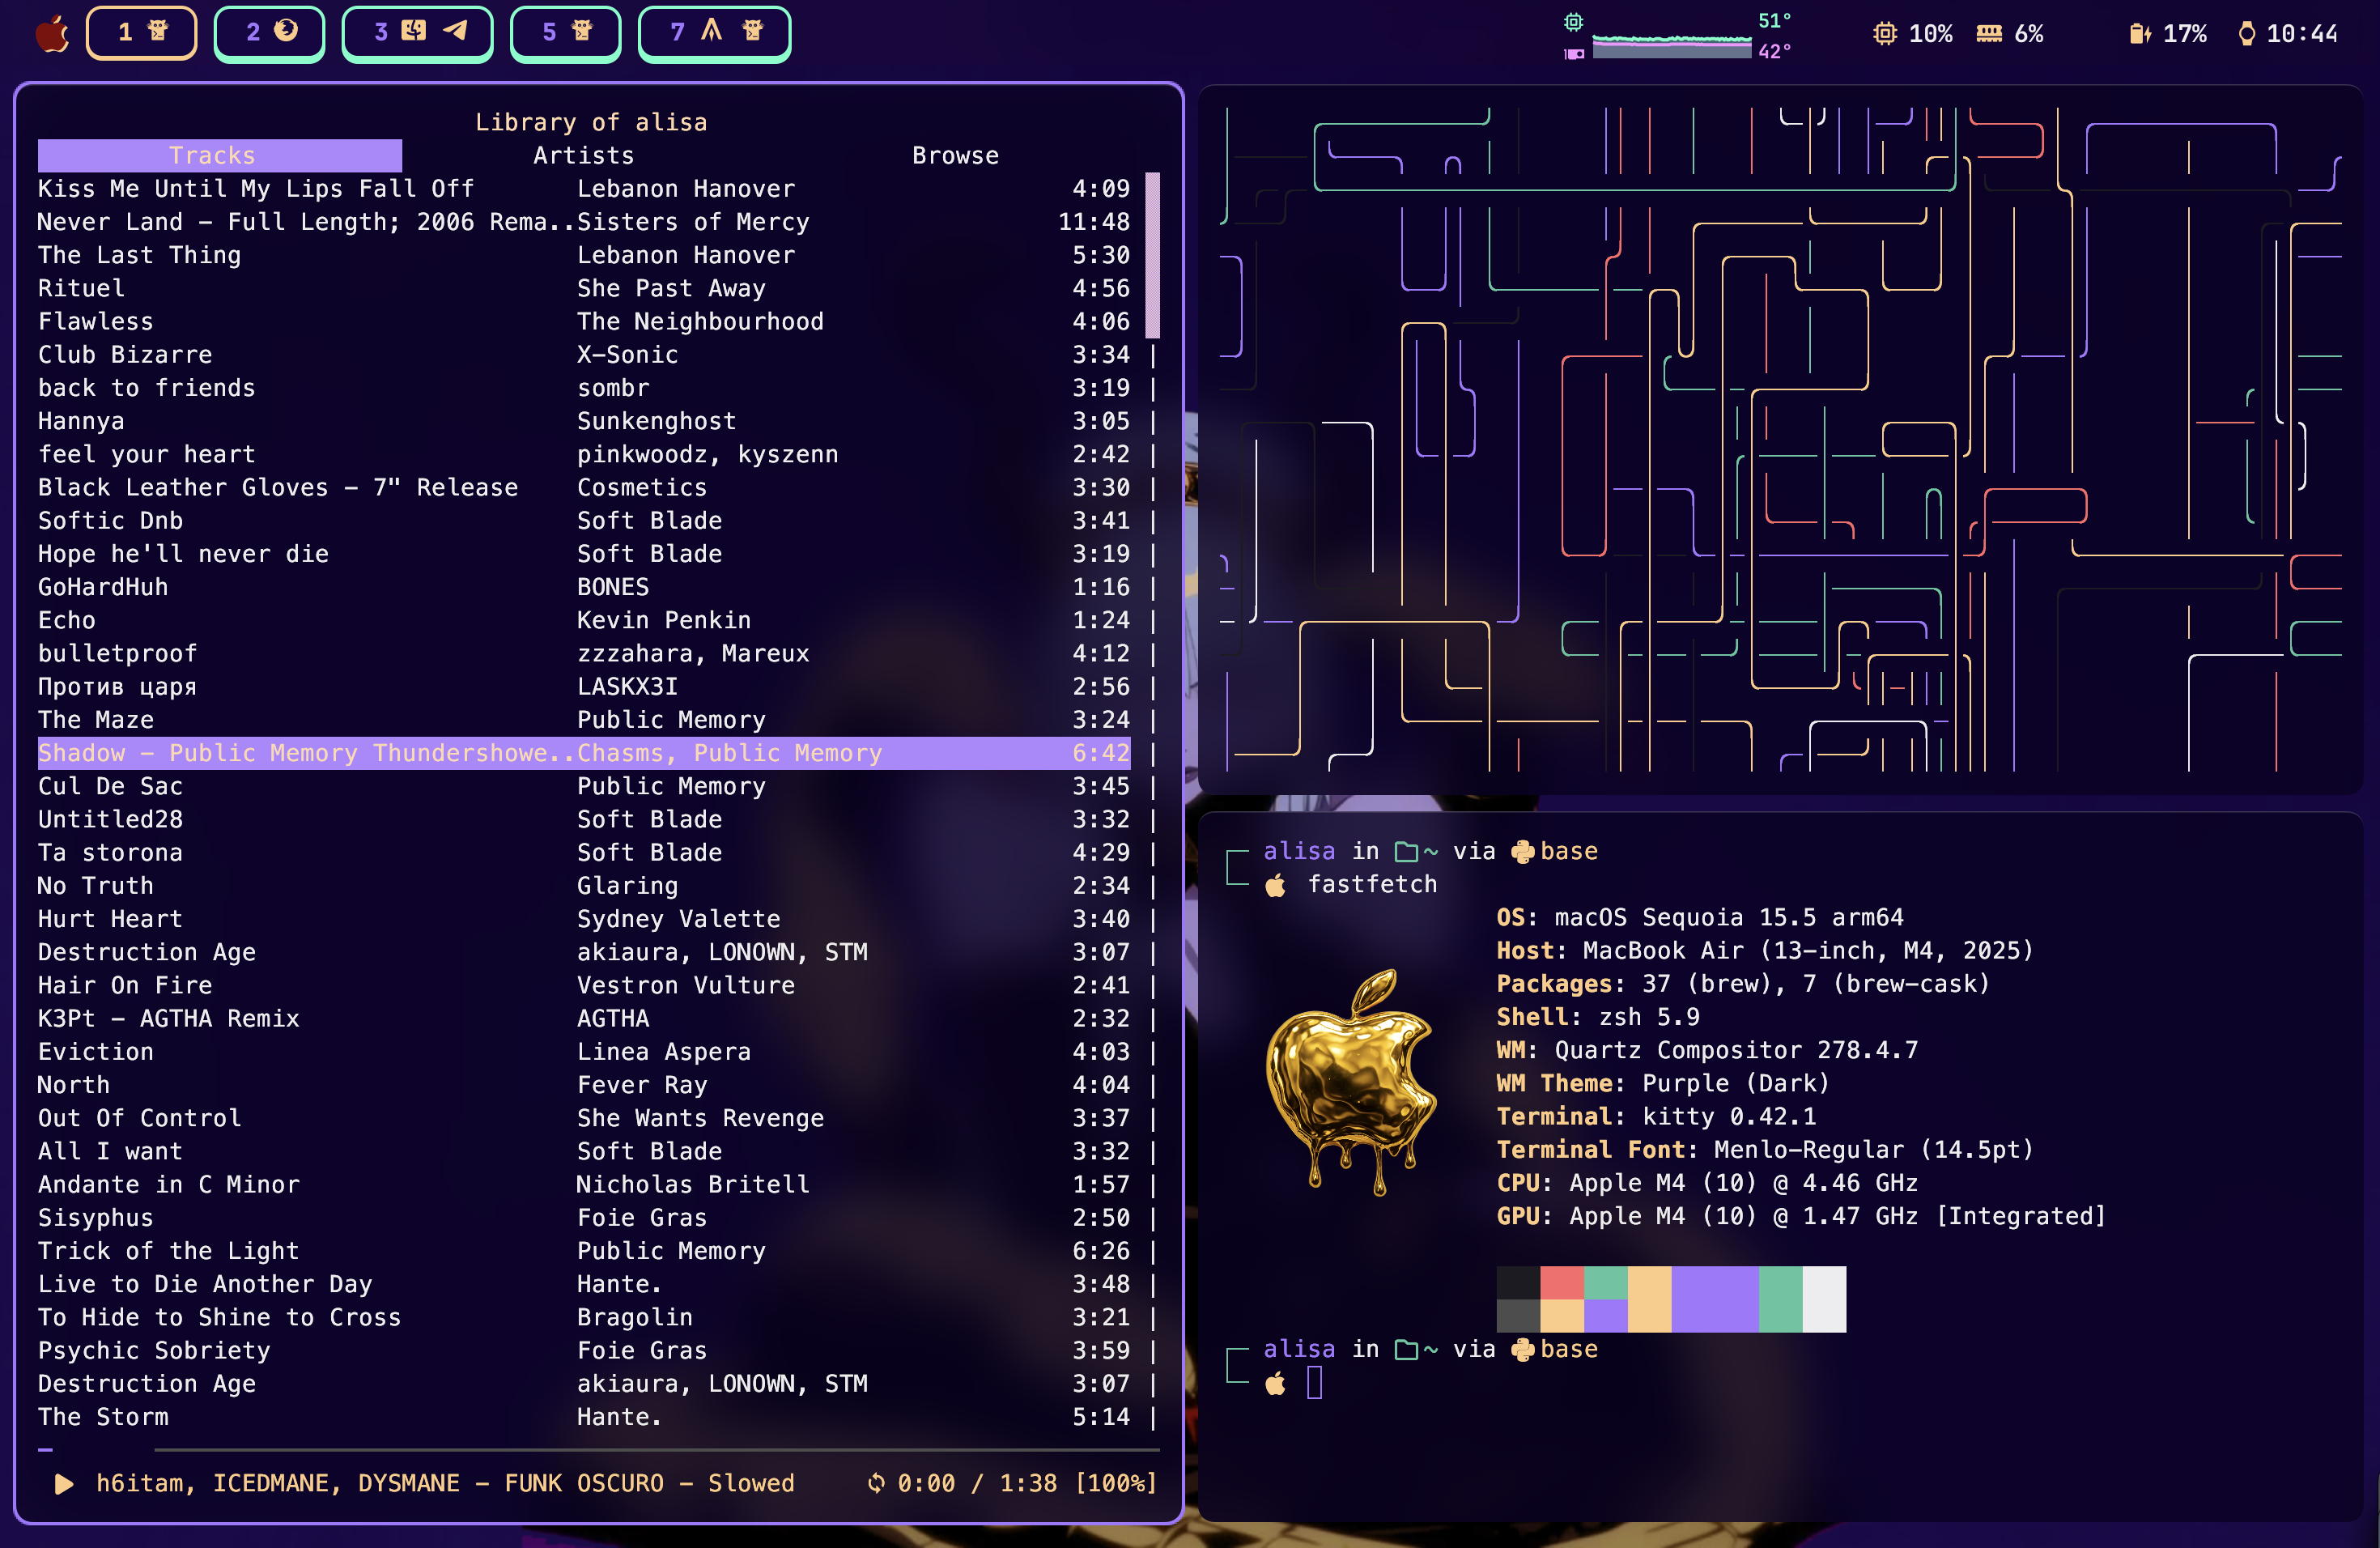 1 2 3 5 7 51° 42° 10% 6% 17% 10:44
Library of alisa
Tracks Artists Browse
Kiss Me Until My Lips Fall Off Lebanon Hanover 4:09
Never Land – Full Length; 2006 Rema.. Sisters of Mercy 11:48
The Last Thing Lebanon Hanover 5:30
Rituel She Past Away 4:56
Flawless The Neighbourhood 4:06
Club Bizarre X–Sonic 3:34
back to friends sombr 3:19
Hannya Sunkenghost 3:05
feel your heart pinkwoodz, kyszenn 2:42
Black Leather Gloves – 7" Release Cosmetics 3:30
Softic Dnb Soft Blade 3:41
Hope he'll never die Soft Blade 3:19
GoHardHuh BONES 1:16
Echo Kevin Penkin 1:24
bulletproof zzzahara, Mareux 4:12
Против царя LASKX3I 2:56
The Maze Public Memory 3:24
Shadow – Public Memory Thundershowe.. Chasms, Public Memory 6:42
Cul De Sac Public Memory 3:45
Untitled28 Soft Blade 3:32
Ta storona Soft Blade 4:29
No Truth Glaring 2:34
Hurt Heart Sydney Valette 3:40
Destruction Age akiaura, LONOWN, STM 3:07
Hair On Fire Vestron Vulture 2:41
K3Pt – AGTHA Remix AGTHA 2:32
Eviction Linea Aspera 4:03
North Fever Ray 4:04
Out Of Control She Wants Revenge 3:37
All I want Soft Blade 3:32
Andante in C Minor Nicholas Britell 1:57
Sisyphus Foie Gras 2:50
Trick of the Light Public Memory 6:26
Live to Die Another Day Hante. 3:48
To Hide to Shine to Cross Bragolin 3:21
Psychic Sobriety Foie Gras 3:59
Destruction Age akiaura, LONOWN, STM 3:07
The Storm Hante. 5:14
h6itam, ICEDMANE, DYSMANE – FUNK OSCURO – Slowed 0:00 / 1:38 [100%]
alisa in ~ via base
fastfetch
OS: macOS Sequoia 15.5 arm64
Host: MacBook Air (13–inch, M4, 2025)
Packages: 37 (brew), 7 (brew–cask)
Shell: zsh 5.9
WM: Quartz Compositor 278.4.7
WM Theme: Purple (Dark)
Terminal: kitty 0.42.1
Terminal Font: Menlo–Regular (14.5pt)
CPU: Apple M4 (10) @ 4.46 GHz
GPU: Apple M4 (10) @ 1.47 GHz [Integrated]
alisa in ~ via base